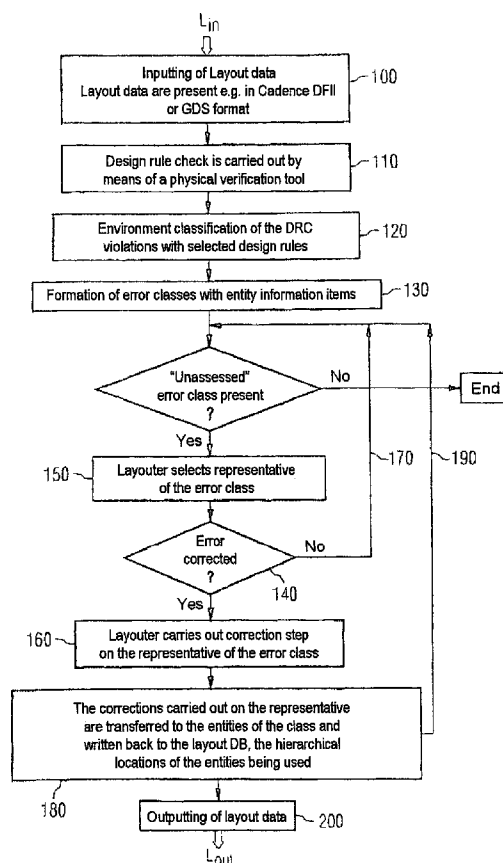 Lin
Inputting of Layout data
Layout data are present e.g. in Cadence DFII
or GDS format
100
Design rule check is carried out by
means of a physical verification tool
110
Environment classification of the DRC
violations with selected design rules
120
Formation of error classes with entity information items
130
"Unassessed"
error class present
?
No
End
Yes
150
Layouter selects representative
of the error class
170
190
Error
corrected
?
No
140
Yes
160
Layouter carries out correction step
on the representative of the error class
The corrections carried out on the representative
are transferred to the entities of the class and
written back to the layout DB, the hierarchical
locations of the entities being used
180
Outputting of layout data
200
Lout